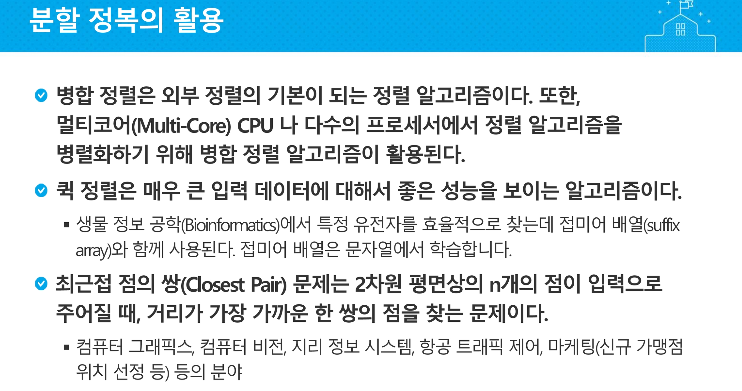 분할 정복의 활용
병합 정렬은 외부 정렬의 기본이 되는 정렬 알고리즘이다. 또한,
멀티코어(Multi-Core) CPU 나 다수의 프로세서에서 정렬 알고리즘을
병렬화하기 위해 병합 정렬 알고리즘이 활용된다.
퀵 정렬은 매우 큰 입력 데이터에 대해서 좋은 성능을 보이는 알고리즘이다.
▪ 생물 정보 공학(Bioinformatics)에서 특정 유전자를 효율적으로 찾는데 접미어 배열(suffix
array)와 함께 사용된다. 접미어 배열은 문자열에서 학습합니다.
최근접 점의 쌍(Closest Pair) 문제는 2차원 평면상의 n개의 점이 입력으로
주어질 때, 거리가 가장 가까운 한 쌍의 점을 찾는 문제이다.
▪ 컴퓨터 그래픽스, 컴퓨터 비전, 지리 정보 시스템, 항공 트래픽 제어, 마케팅(신규 가맹점
위치 선정 등) 등의 분야